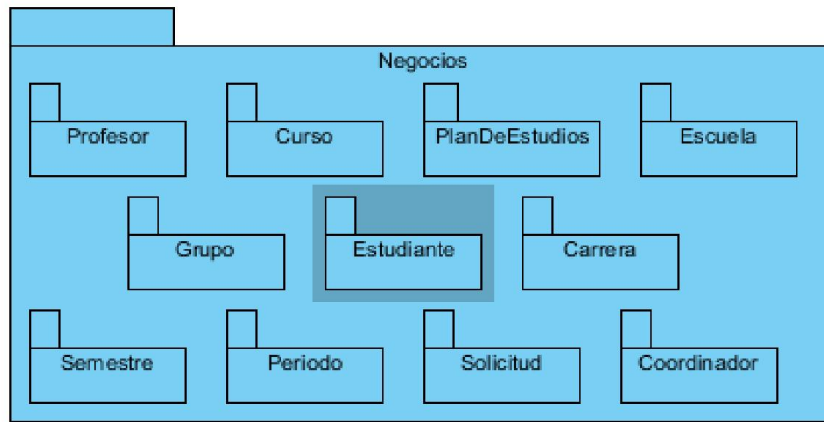 Negocios
Profesor
Curso
PlanDeEstudios
Escuela
Grupo
Estudiante
Carrera
Semestre
Periodo
Solicitud
Coordinador